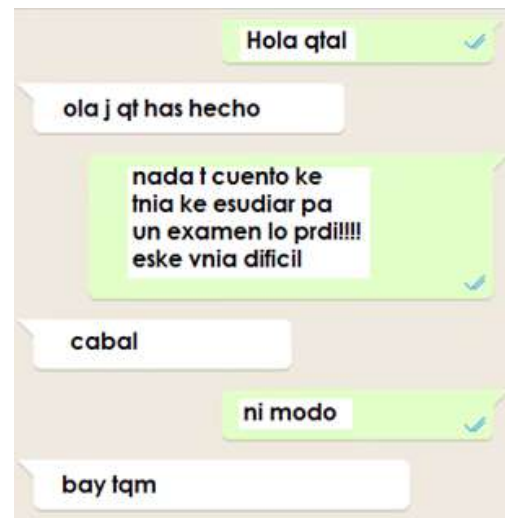 Hola qtal
ola j qt has hecho
nada t cuento ke
tnia ke esudiar pa
un examen lo prdi!!!!
eske vnia dificil
cabal
ni modo
bay tqm